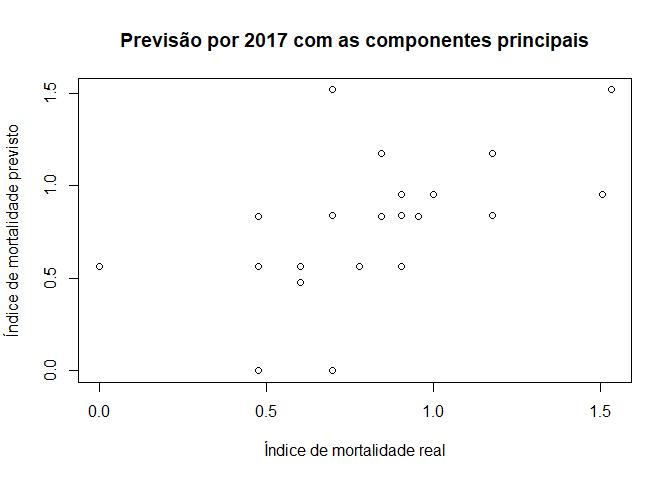 Previsão por 2017 com as componentes principais
Índice de mortalidade previsto
1.5
1.0
0.5
0.0
0.0 0.5 1.0 1.5
Índice de mortalidade real